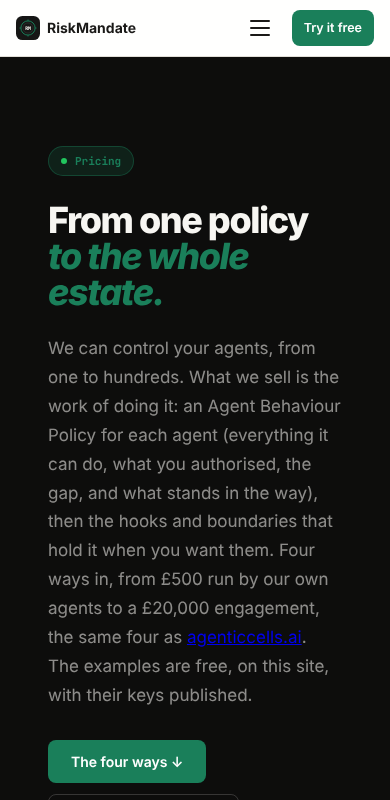 RiskMandate
Try it free
Pricing
From one policy
to the whole
estate.
We can control your agents, from
one to hundreds. What we sell is the
work of doing it: an Agent Behaviour
Policy for each agent (everything it
can do, what you authorised, the
gap, and what stands in the way),
then the hooks and boundaries that
hold it when you want them. Four
ways in, from £500 run by our own
agents to a £20,000 engagement,
the same four as agenticcells.ai.
The examples are free, on this site,
with their keys published.
The four ways ↓